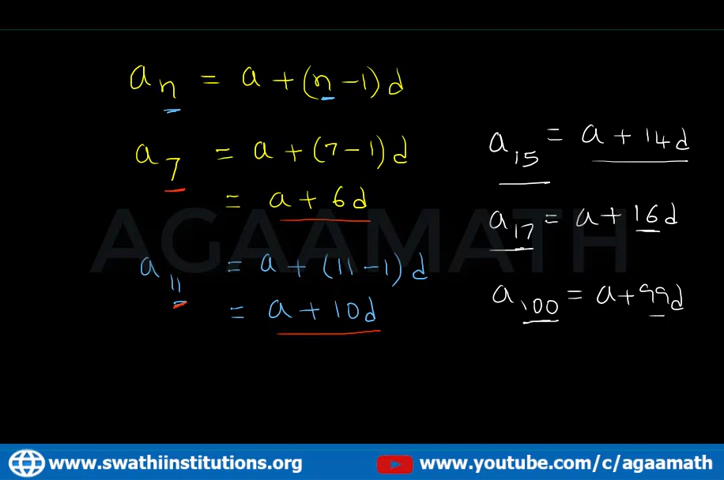 aₙ = a + (n-1)d
a₇ = a + (7-1)d
= a + 6d
a₁₁ = a + (11-1)d
= a + 10d
a₁₅ = a + 14d
a₁₇ = a + 16d
a₁₀₀ = a + 99d
AGAAMATH
www.swathiinstitutions.org
www.youtube.com/c/agaamath